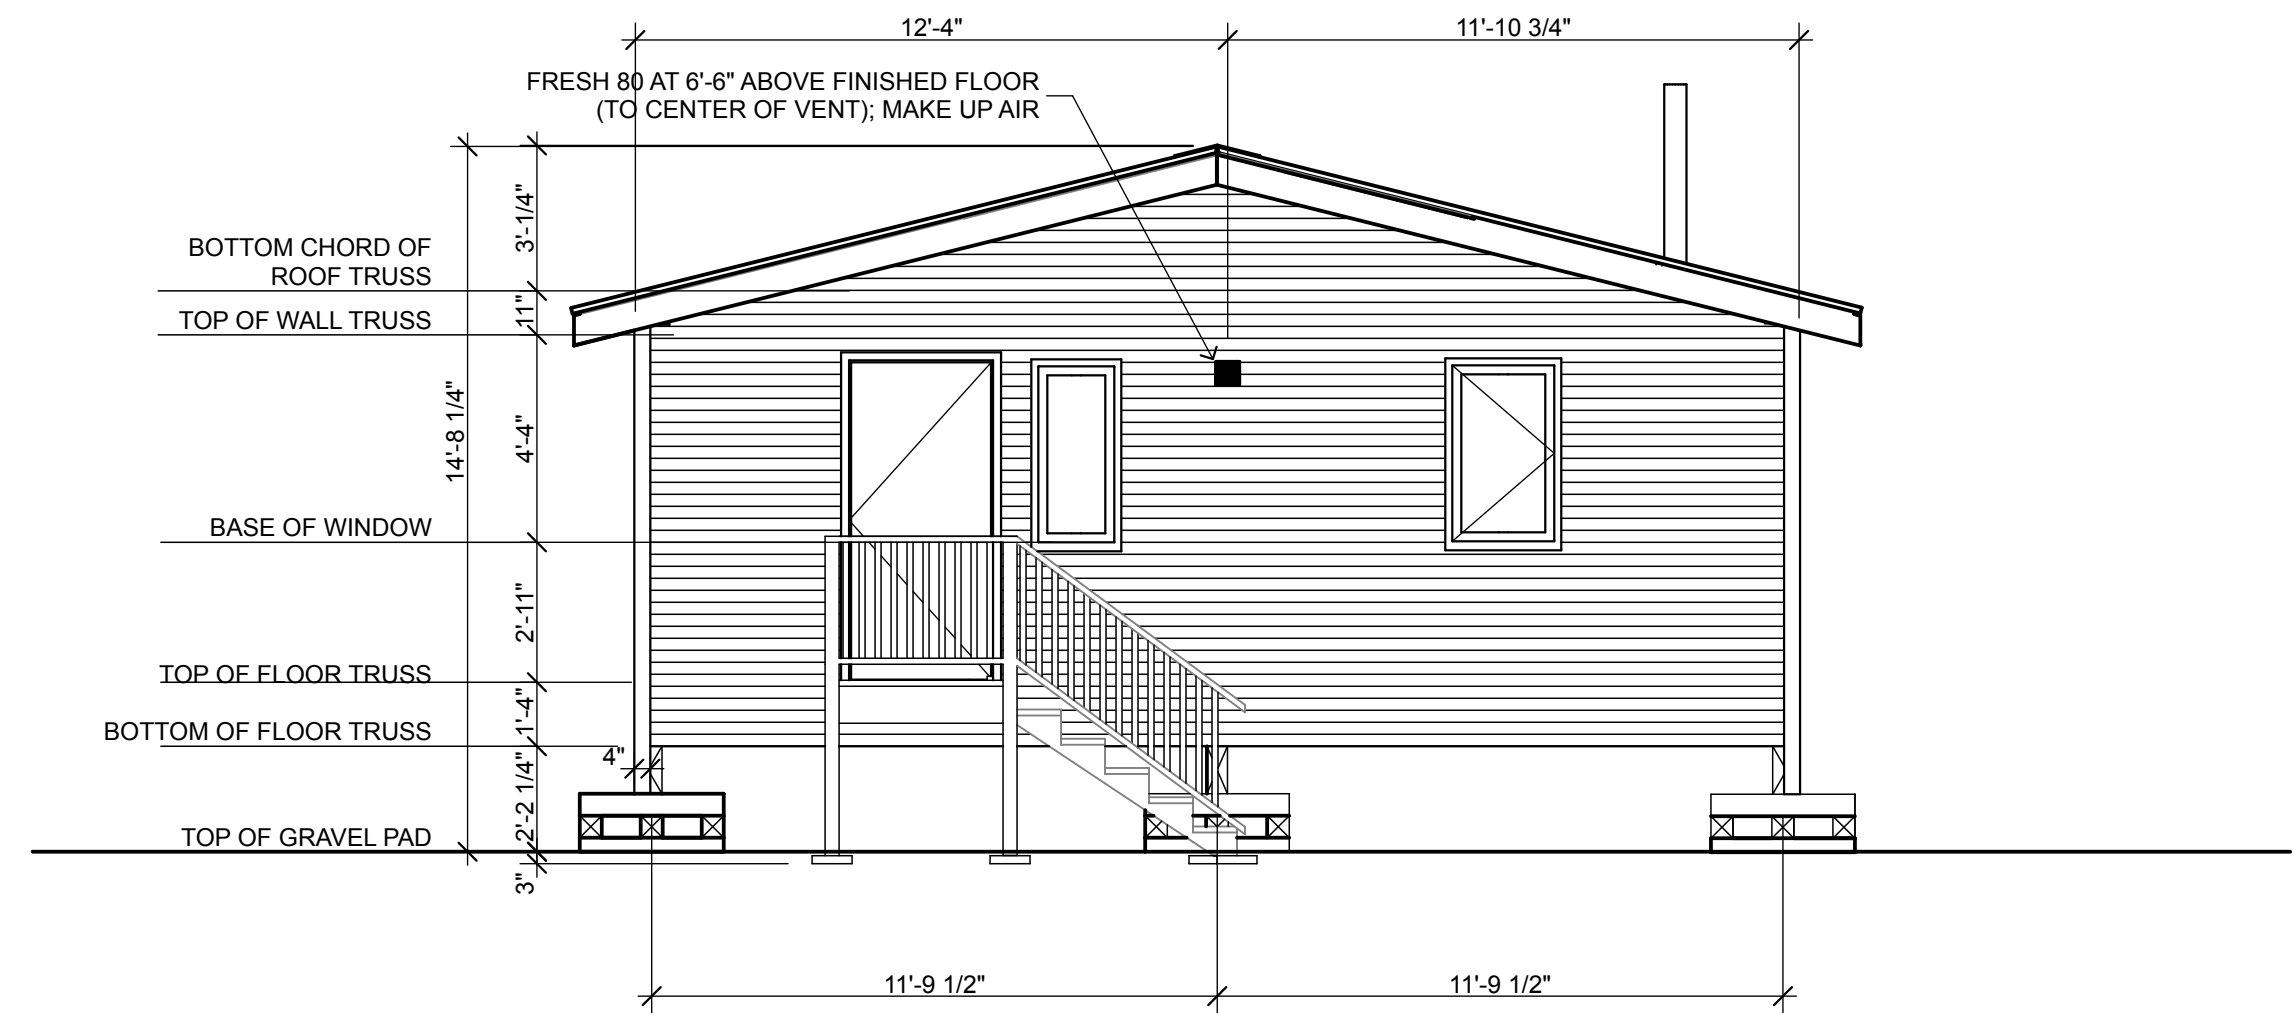 12'-4"
11'-10 3/4"
FRESH 80 AT 6'-6" ABOVE FINISHED FLOOR
(TO CENTER OF VENT); MAKE UP AIR
3'-1/4"
BOTTOM CHORD OF
ROOF TRUSS
11"
TOP OF WALL TRUSS
14'-8 1/4"
4'-4"
BASE OF WINDOW
2'-11"
TOP OF FLOOR TRUSS
1'-4"
BOTTOM OF FLOOR TRUSS
4"
2'-2 1/4"
TOP OF GRAVEL PAD
3"
11'-9 1/2"
11'-9 1/2"